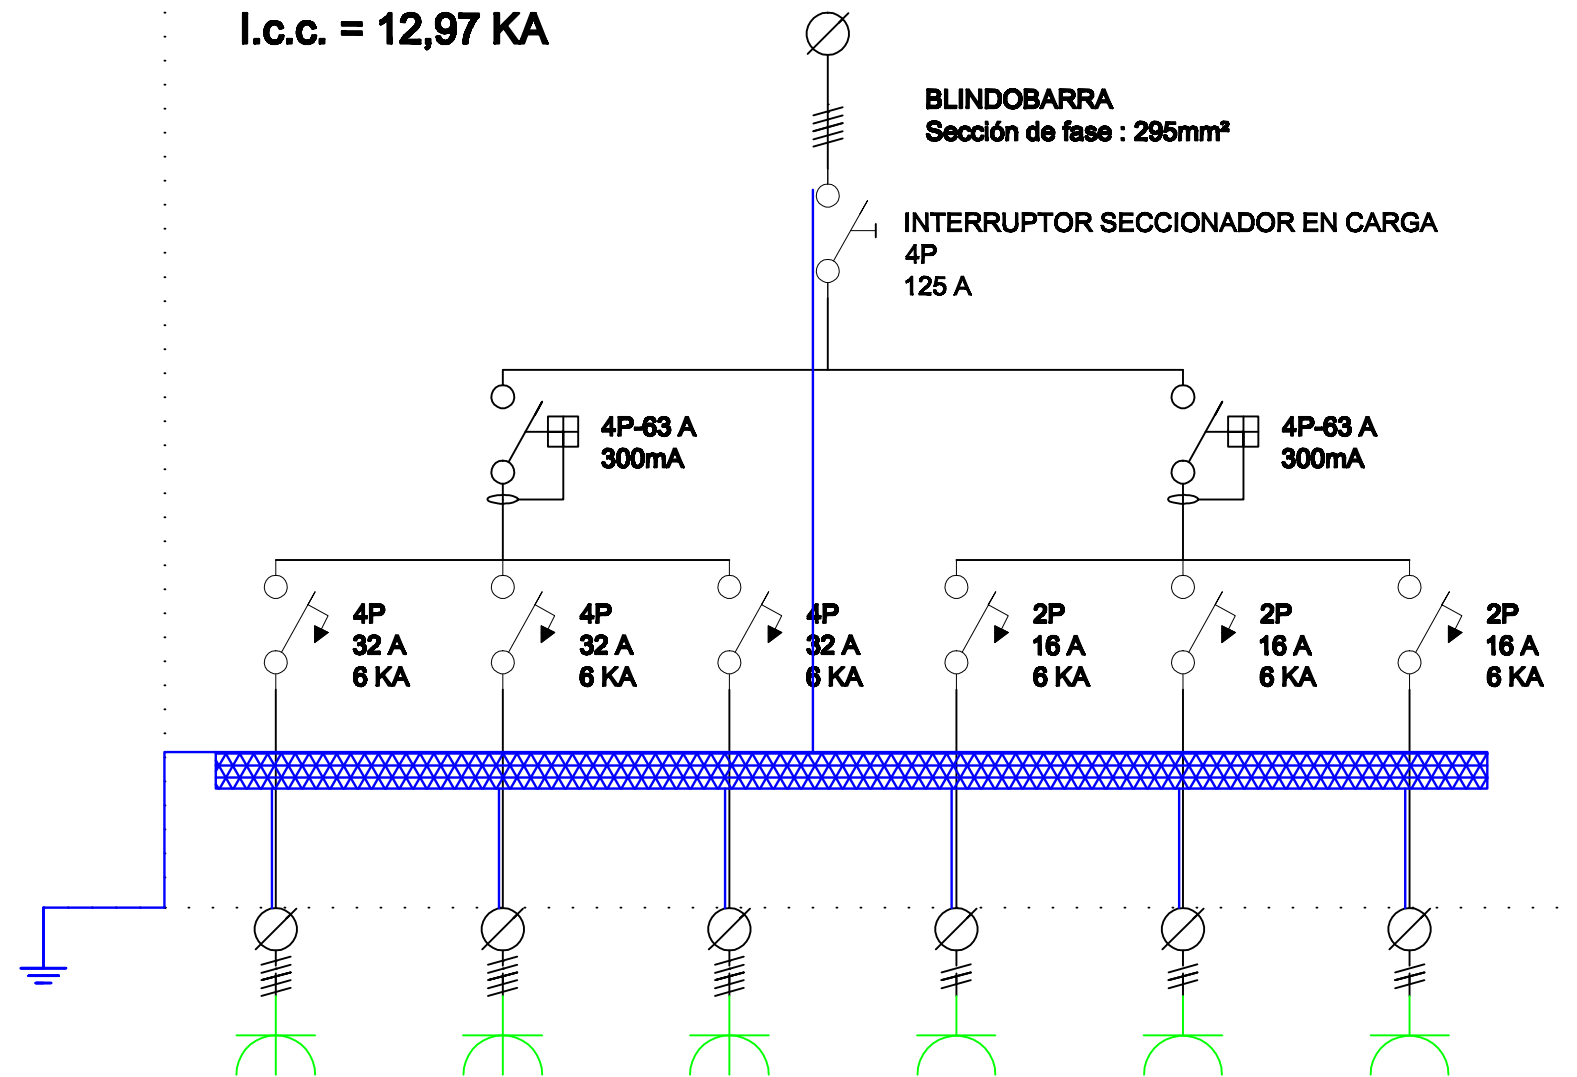 I.c.c. = 12,97 KA
BLINDOBARRA
Sección de fase : 295mm²
INTERRUPTOR SECCIONADOR EN CARGA
4P
125 A
4P-63 A
300mA
4P-63 A
300mA
4P
32 A
6 KA
4P
32 A
6 KA
4P
32 A
6 KA
2P
16 A
6 KA
2P
16 A
6 KA
2P
16 A
6 KA